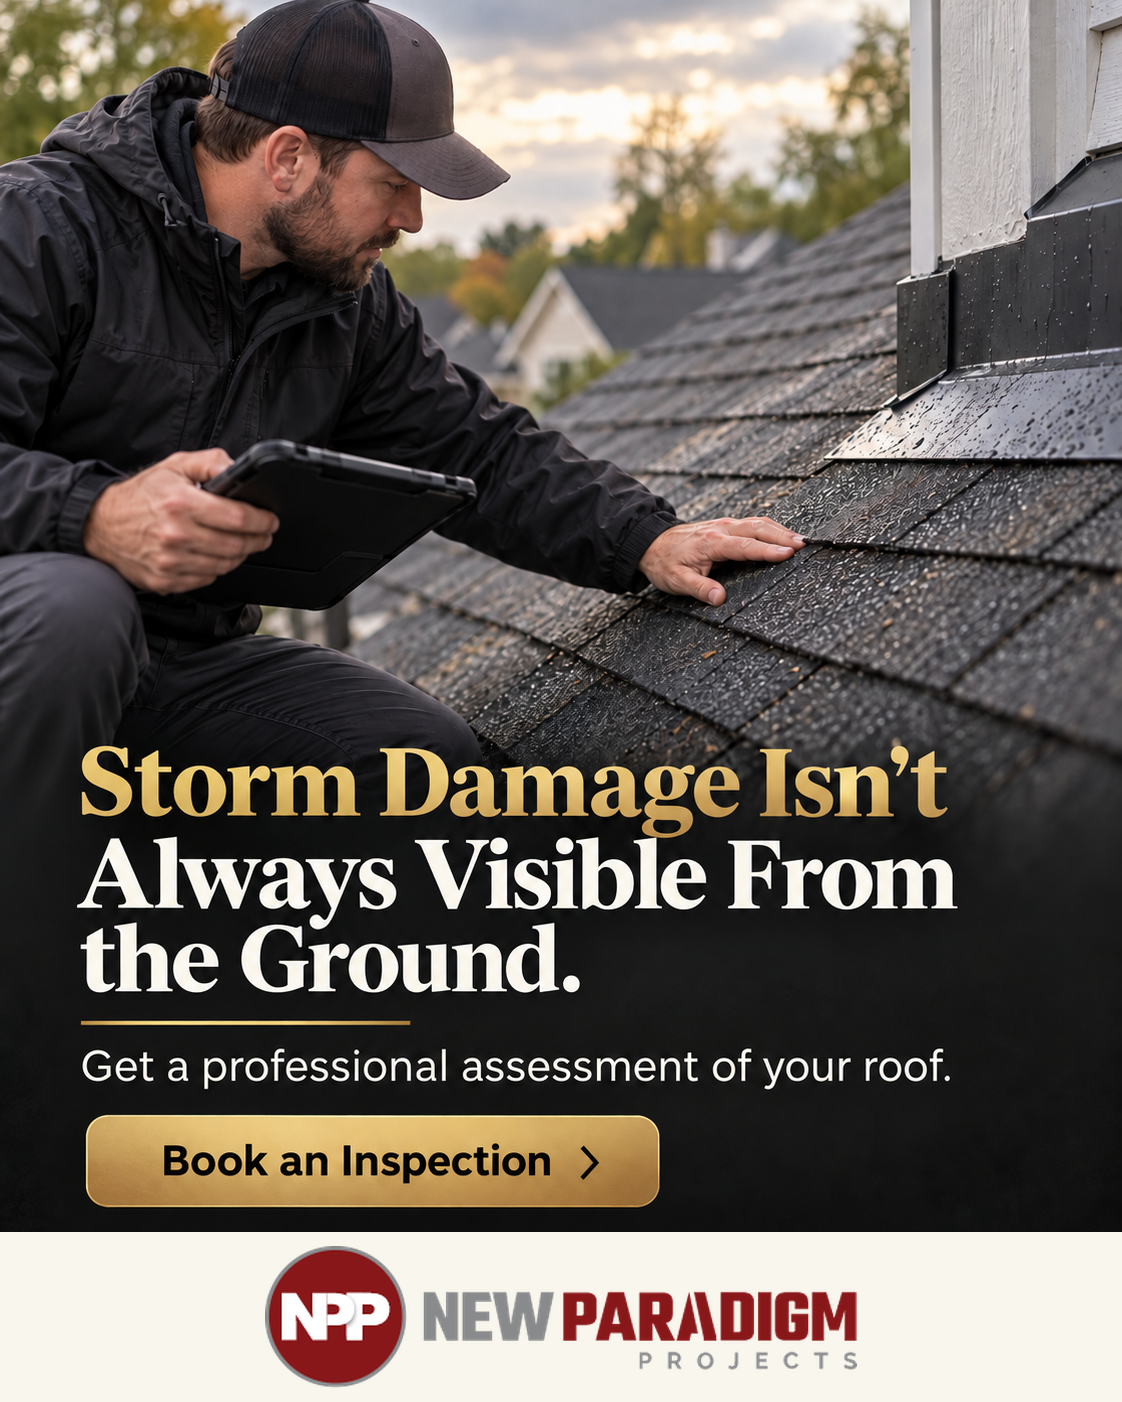 Storm Damage Isn't
Always Visible From
the Ground.
Get a professional assessment of your roof.
Book an Inspection >
NPP NEW PARADIGM
PROJECTS